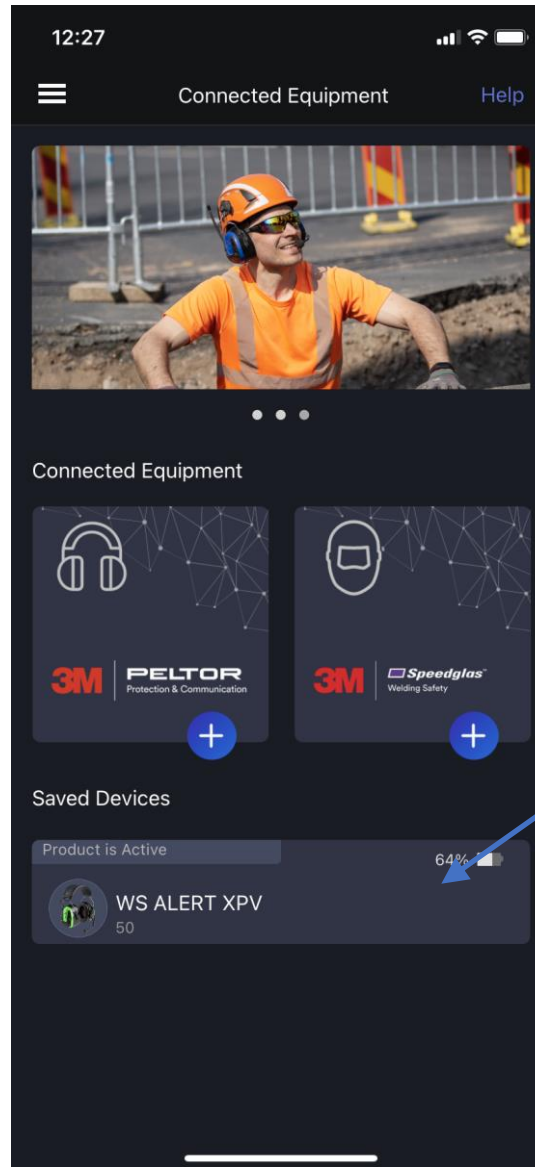 12:27
Connected Equipment Help
Connected Equipment
3M PELTOR
Protection & Communication
3M Speedglas™
Welding Safety
Saved Devices
Product is Active 64%
WS ALERT XPV
50